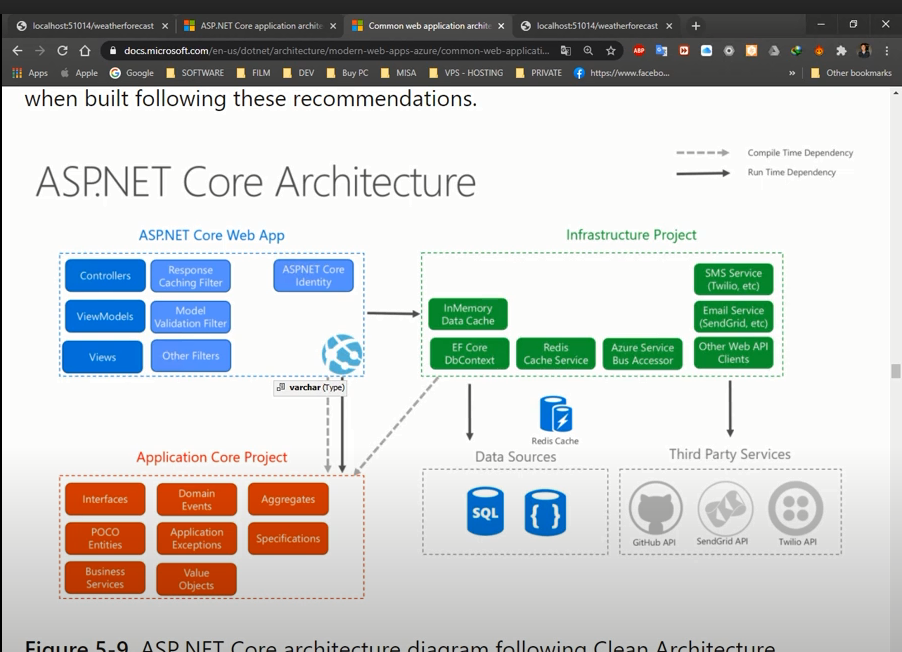 localhost:51014/weatherforecast
ASP.NET Core application archite
Common web application archite
localhost:51014/weatherforecast
docs.microsoft.com/en-us/dotnet/architecture/modern-web-apps-azure/common-web-applicati...
ABP
Apps
Apple
Google
SOFTWARE
FILM
DEV
Buy PC
MISA
VPS - HOSTING
PRIVATE
https://www.facebo...
»
Other bookmarks
when built following these recommendations.
ASP.NET Core Architecture
Compile Time Dependency
Run Time Dependency
ASP.NET Core Web App
Controllers
Response
Caching Filter
ASP.NET Core
Identity
ViewModels
Model
Validation Filter
Views
Other Filters
varchar (Type)
Infrastructure Project
SMS Service
(Twilio, etc)
InMemory
Data Cache
Email Service
(SendGrid, etc)
EF Core
DbContext
Redis
Cache Service
Azure Service
Bus Accessor
Other Web API
Clients
Redis Cache
Application Core Project
Interfaces
Domain
Events
Aggregates
POCO
Entities
Application
Exceptions
Specifications
Business
Services
Value
Objects
Data Sources
SQL
{ }
Third Party Services
GitHub API
SendGrid API
Twilio API
Figure 5-9. ASP.NET Core architecture diagram following Clean Architecture.